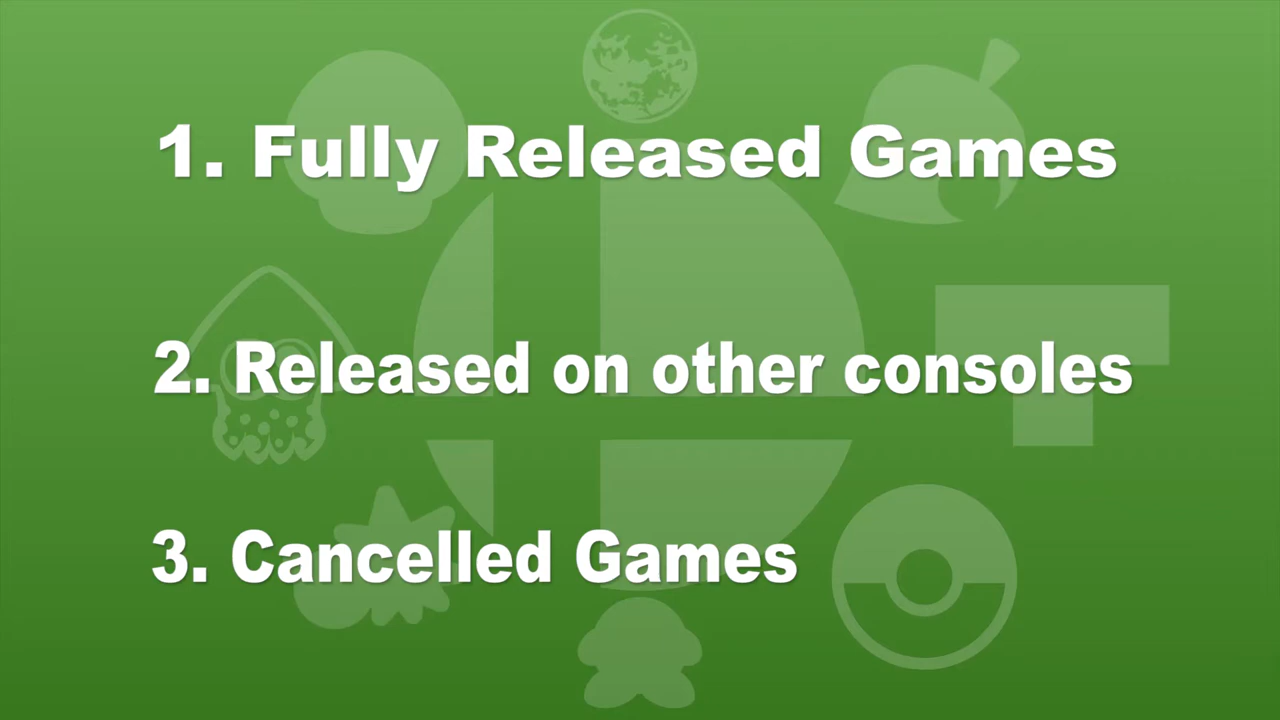 1. Fully Released Games
2. Released on other consoles
3. Cancelled Games